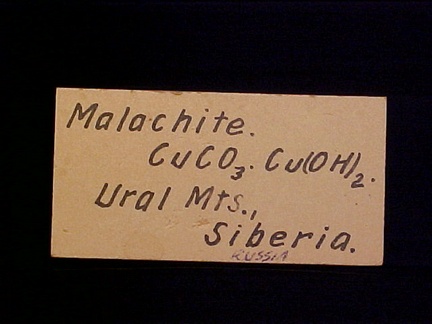 Malachite.
CuCO₃. Cu(OH)₂.
Ural Mts.,
Siberia.
RUSSIA